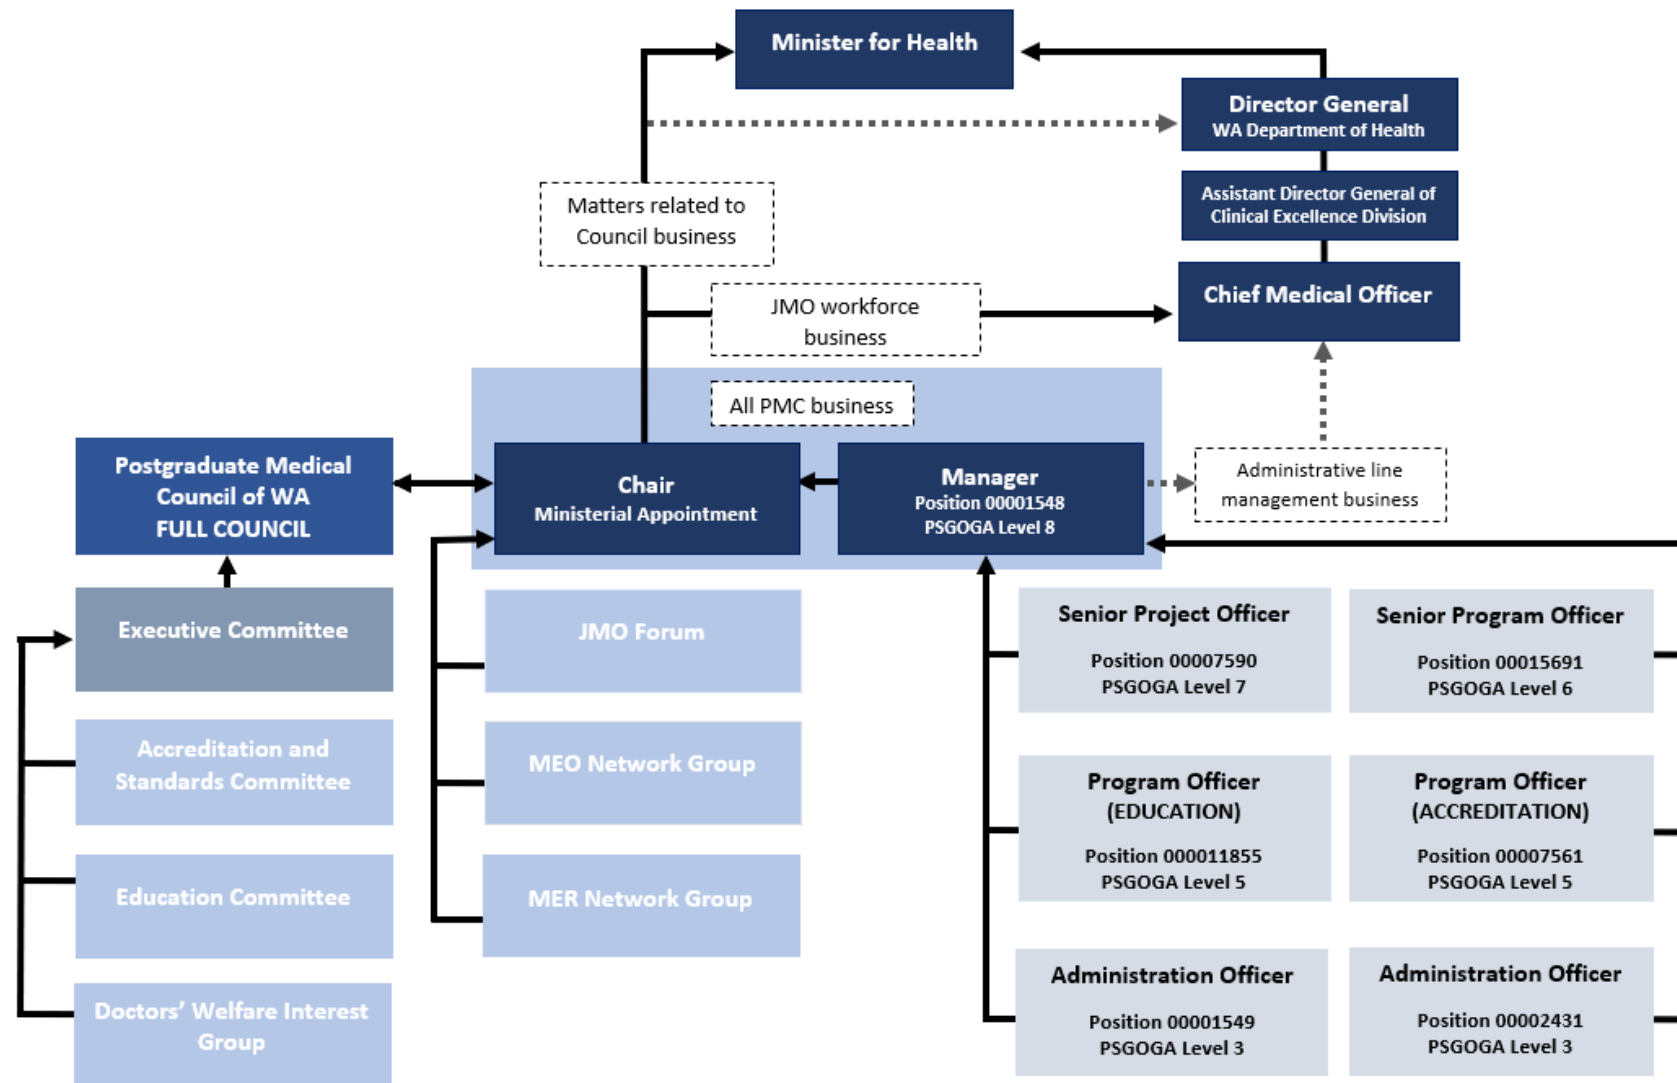 Minister for Health
Director General
WA Department of Health
Assistant Director General of
Clinical Excellence Division
Matters related to
Council business
JMO workforce
business
Chief Medical Officer
All PMC business
Postgraduate Medical
Council of WA
FULL COUNCIL
Chair
Ministerial Appointment
Manager
Position 00001548
PSGOGA Level 8
Administrative line
management business
Executive Committee
Accreditation and
Standards Committee
Education Committee
Doctors’ Welfare Interest
Group
JMO Forum
MEO Network Group
MER Network Group
Senior Project Officer
Position 00007590
PSGOGA Level 7
Senior Program Officer
Position 00015691
PSGOGA Level 6
Program Officer
(EDUCATION)
Position 000011855
PSGOGA Level 5
Program Officer
(ACCREDITATION)
Position 00007561
PSGOGA Level 5
Administration Officer
Position 00001549
PSGOGA Level 3
Administration Officer
Position 00002431
PSGOGA Level 3